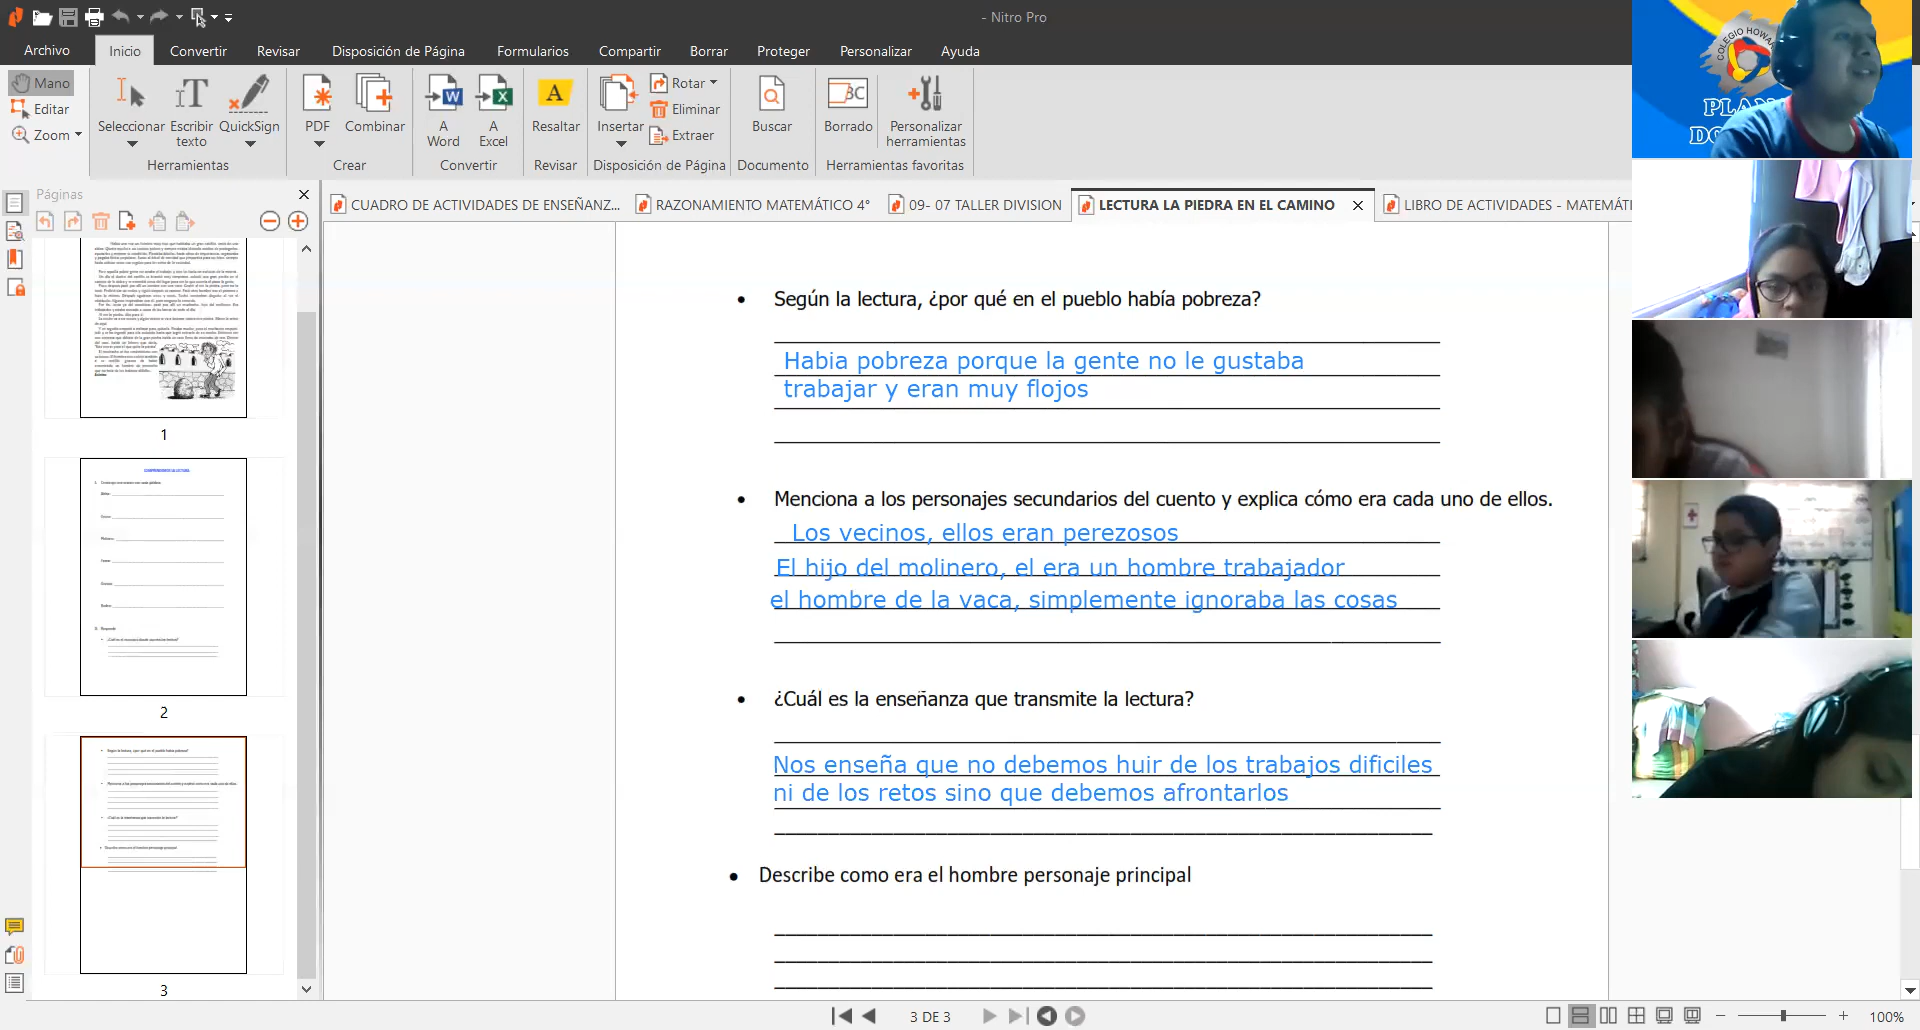 - Nitro Pro
Archivo Inicio Convertir Revisar Disposición de Página Formularios Compartir Borrar Proteger Personalizar Ayuda
Mano
Editar
Zoom
Seleccionar
Escribir texto
QuickSign
Herramientas
PDF
Combinar
Crear
A Word
A Excel
Convertir
Resaltar
Revisar
Insertar
Rotar
Eliminar
Extraer
Disposición de Página
Buscar
Documento
Borrado
Personalizar herramientas
Herramientas favoritas
Páginas
CUADRO DE ACTIVIDADES DE ENSEÑANZ... RAZONAMIENTO MATEMÁTICO 4° 09- 07 TALLER DIVISION LECTURA LA PIEDRA EN EL CAMINO LIBRO DE ACTIVIDADES - MATEMÁTI
1
2
3
• Según la lectura, ¿por qué en el pueblo había pobreza?
Habia pobreza porque la gente no le gustaba
trabajar y eran muy flojos
• Menciona a los personajes secundarios del cuento y explica cómo era cada uno de ellos.
Los vecinos, ellos eran perezosos
El hijo del molinero, el era un hombre trabajador
el hombre de la vaca, simplemente ignoraba las cosas
• ¿Cuál es la enseñanza que transmite la lectura?
Nos enseña que no debemos huir de los trabajos dificiles
ni de los retos sino que debemos afrontarlos
• Describe como era el hombre personaje principal
3 DE 3
100%
COLEGIO HOWA
PLAN
DO